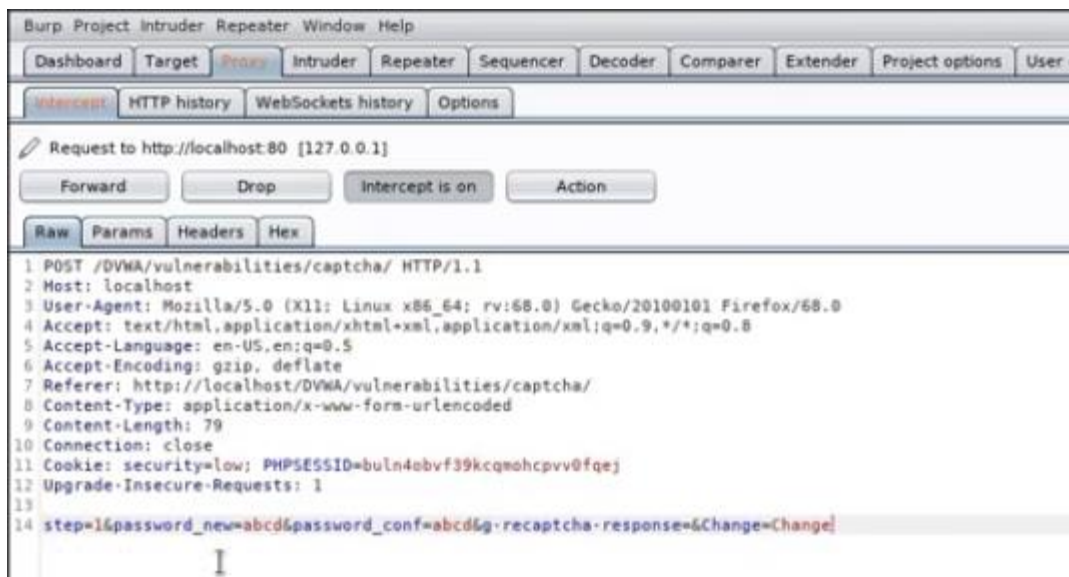 Burp Project Intruder Repeater Window Help
Dashboard Target Proxy Intruder Repeater Sequencer Decoder Comparer Extender Project options User
Intercept HTTP history WebSockets history Options
Request to http://localhost:80 [127.0.0.1]
Forward Drop Intercept is on Action
Raw Params Headers Hex
1 POST /DVWA/vulnerabilities/captcha/ HTTP/1.1
2 Host: localhost
3 User-Agent: Mozilla/5.0 (X11; Linux x86_64; rv:68.0) Gecko/20100101 Firefox/68.0
4 Accept: text/html,application/xhtml+xml,application/xml;q=0.9,*/*;q=0.8
5 Accept-Language: en-US,en;q=0.5
6 Accept-Encoding: gzip, deflate
7 Referer: http://localhost/DVWA/vulnerabilities/captcha/
8 Content-Type: application/x-www-form-urlencoded
9 Content-Length: 79
10 Connection: close
11 Cookie: security=low; PHPSESSID=buln4obvf39kcqmohcpvv0fqej
12 Upgrade-Insecure-Requests: 1
13
14 step=1&password_new=abcd&password_conf=abcd&g-recaptcha-response=&Change=Change